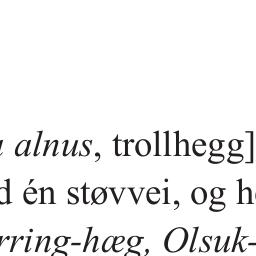 alnus, trollhegg]
én støvvei, og
rring-hæg, Olsuk-